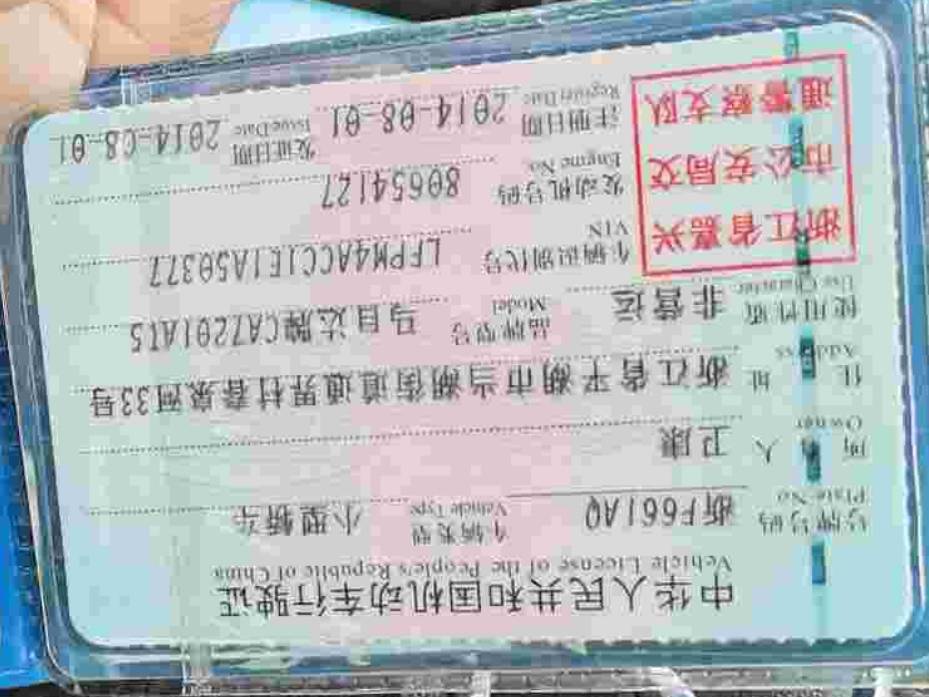 中华人民共和国机动车行驶证
Vehicle License of the People's Republic of China
号牌号码 浙F661AQ 车辆类型 小型轿车
Plate No. Vehicle Type
所有人 卫康
Owner
住址 浙江省平湖市当湖街道通界村春泉河33号
Address
使用性质 非营运 品牌型号 马自达牌CA7201AT5
Use Character Model
浙江省嘉兴
市公安局交
通警察支队
车辆识别代号 LFPM4ACC1E1A50377
VIN
发动机号码 80654127
Engine No.
注册日期 2014-08-01 发证日期 2014-08-01
Register Date Issue Date